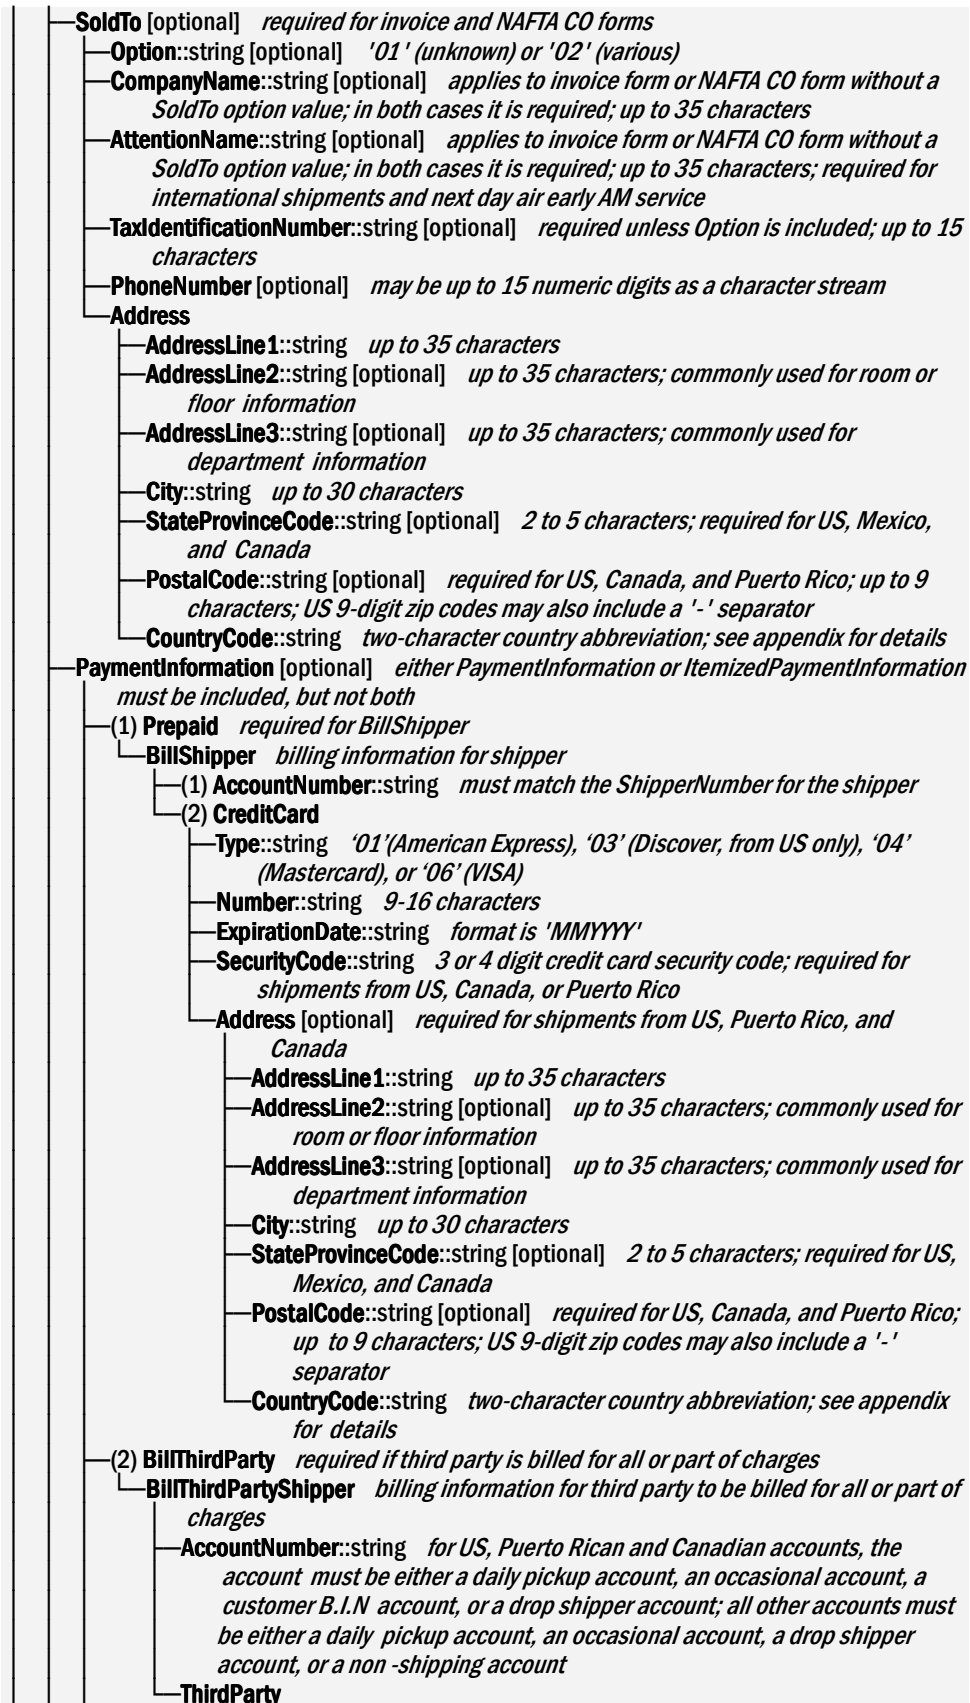 SoldTo [optional] required for invoice and NAFTA CO forms
Option::string [optional] '01' (unknown) or '02' (various)
CompanyName::string [optional] applies to invoice form or NAFTA CO form without a
SoldTo option value; in both cases it is required; up to 35 characters
AttentionName::string [optional] applies to invoice form or NAFTA CO form without a
SoldTo option value; in both cases it is required; up to 35 characters; required for
international shipments and next day air early AM service
TaxIdentificationNumber::string [optional] required unless Option is included; up to 15
characters
PhoneNumber [optional] may be up to 15 numeric digits as a character stream
Address
AddressLine1::string up to 35 characters
AddressLine2::string [optional] up to 35 characters; commonly used for room or
floor information
AddressLine3::string [optional] up to 35 characters; commonly used for
department information
City::string up to 30 characters
StateProvinceCode::string [optional] 2 to 5 characters; required for US, Mexico,
and Canada
PostalCode::string [optional] required for US, Canada, and Puerto Rico; up to 9
characters; US 9-digit zip codes may also include a '-' separator
CountryCode::string two-character country abbreviation; see appendix for details
PaymentInformation [optional] either PaymentInformation or ItemizedPaymentInformation
must be included, but not both
(1) Prepaid required for BillShipper
BillShipper billing information for shipper
(1) AccountNumber::string must match the ShipperNumber for the shipper
(2) CreditCard
Type::string ‘01’(American Express), ‘03’ (Discover, from US only), ‘04’
(Mastercard), or ‘06’ (VISA)
Number::string 9-16 characters
ExpirationDate::string format is 'MMYYYY'
SecurityCode::string 3 or 4 digit credit card security code; required for
shipments from US, Canada, or Puerto Rico
Address [optional] required for shipments from US, Puerto Rico, and
Canada
AddressLine1::string up to 35 characters
AddressLine2::string [optional] up to 35 characters; commonly used for
room or floor information
AddressLine3::string [optional] up to 35 characters; commonly used for
department information
City::string up to 30 characters
StateProvinceCode::string [optional] 2 to 5 characters; required for US,
Mexico, and Canada
PostalCode::string [optional] required for US, Canada, and Puerto Rico;
up to 9 characters; US 9-digit zip codes may also include a '-'
separator
CountryCode::string two-character country abbreviation; see appendix
for details
(2) BillThirdParty required if third party is billed for all or part of charges
BillThirdPartyShipper billing information for third party to be billed for all or part of
charges
AccountNumber::string for US, Puerto Rican and Canadian accounts, the
account must be either a daily pickup account, an occasional account, a
customer B.I.N account, or a drop shipper account; all other accounts must
be either a daily pickup account, an occasional account, a drop shipper
account, or a non -shipping account
ThirdParty